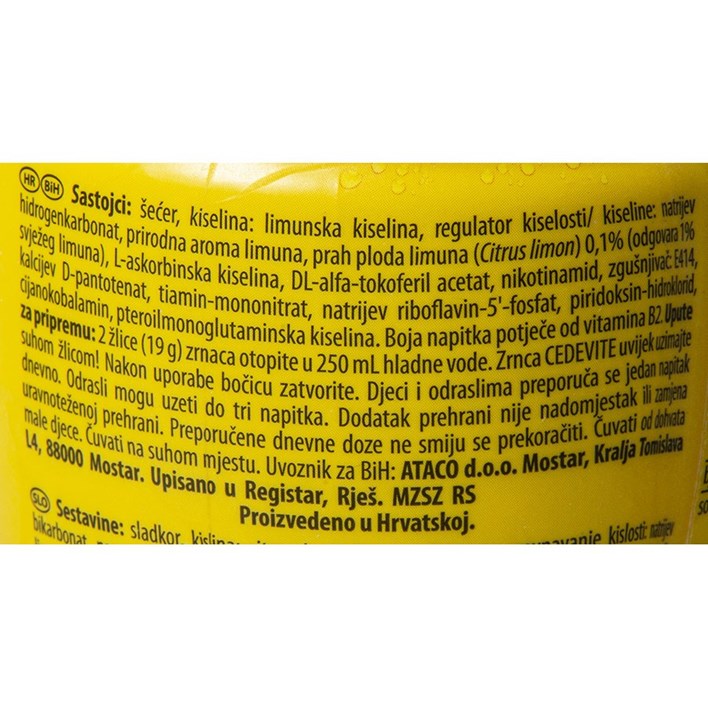 HR BiH Sastojci: šećer, kiselina: limunska kiselina, regulator kiselosti/ kiseline: natrijev
hidrogenkarbonat, prirodna aroma limuna, prah ploda limuna (Citrus limon) 0,1% (odgovara 1%
svježeg limuna), L-askorbinska kiselina, DL-alfa-tokoferil acetat, nikotinamid, zgušnjivač: E414,
kalcijev D-pantotenat, tiamin-mononitrat, natrijev riboflavin-5'-fosfat, piridoksin-hidroklorid,
cijanokobalamin, pteroilmonoglutaminska kiselina. Boja napitka potječe od vitamina B2. Upute
za pripremu: 2 žlice (19 g) zrnaca otopite u 250 mL hladne vode. Zrnca CEDEVITE uvijek uzimajte
suhom žlicom! Nakon uporabe bočicu zatvorite. Djeci i odraslima preporuča se jedan napitak
dnevno. Odrasli mogu uzeti do tri napitka. Dodatak prehrani nije nadomjestak ili zamjena
uravnoteženoj prehrani. Preporučene dnevne doze ne smiju se prekoračiti. Čuvati od dohvata
male djece. Čuvati na suhom mjestu. Uvoznik za BiH: ATACO d.o.o. Mostar, Kralja Tomislava
L4, 88000 Mostar. Upisano u Registar, Rješ. MZSZ RS
Proizvedeno u Hrvatskoj.
SLO Sestavine: sladkor, kislina: kislosti: natrijev
bikarbonat,